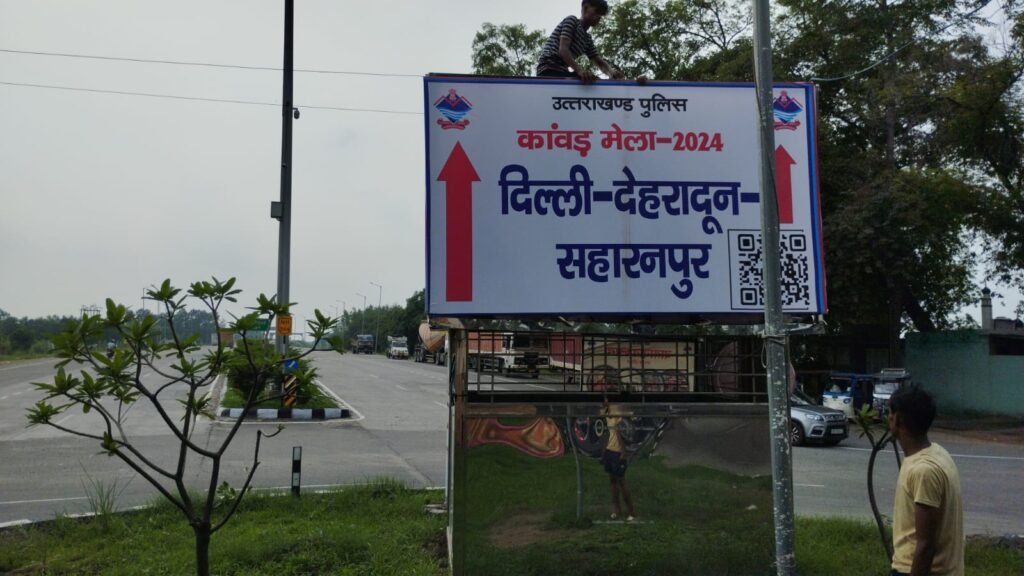 उत्तराखण्ड पुलिस
कांवड़ मेला-2024
दिल्ली-देहरादून-
सहारनपुर